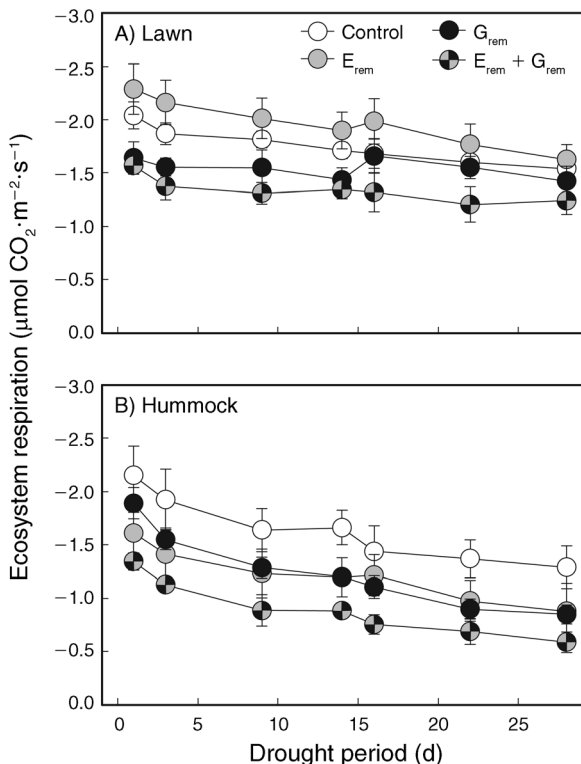 Ecosystem respiration (μmol CO₂·m⁻²·s⁻¹)
−3.0
−2.5
−2.0
−1.5
−1.0
−0.5
0.0
A) Lawn
Control
E_rem
G_rem
E_rem + G_rem
−3.0
−2.5
−2.0
−1.5
−1.0
−0.5
0.0
B) Hummock
0 5 10 15 20 25
Drought period (d)